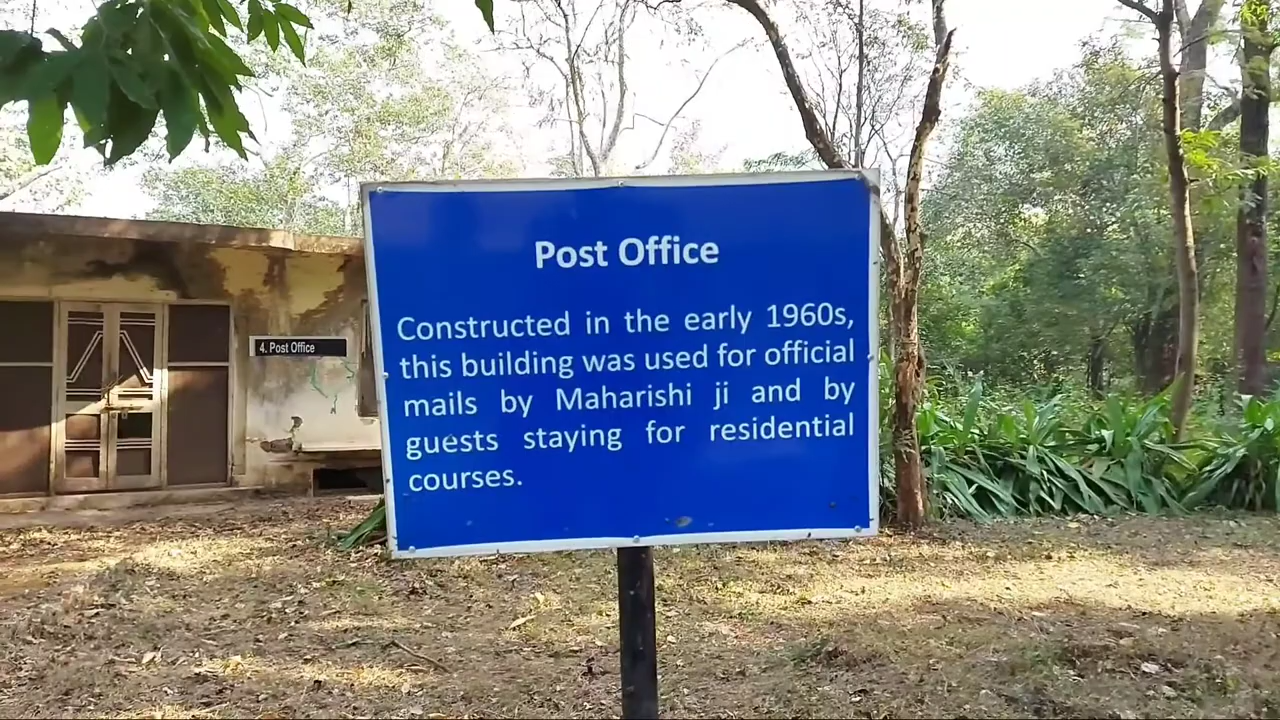 Post Office
Constructed in the early 1960s,
this building was used for official
mails by Maharishi ji and by
guests staying for residential
courses.
4. Post Office